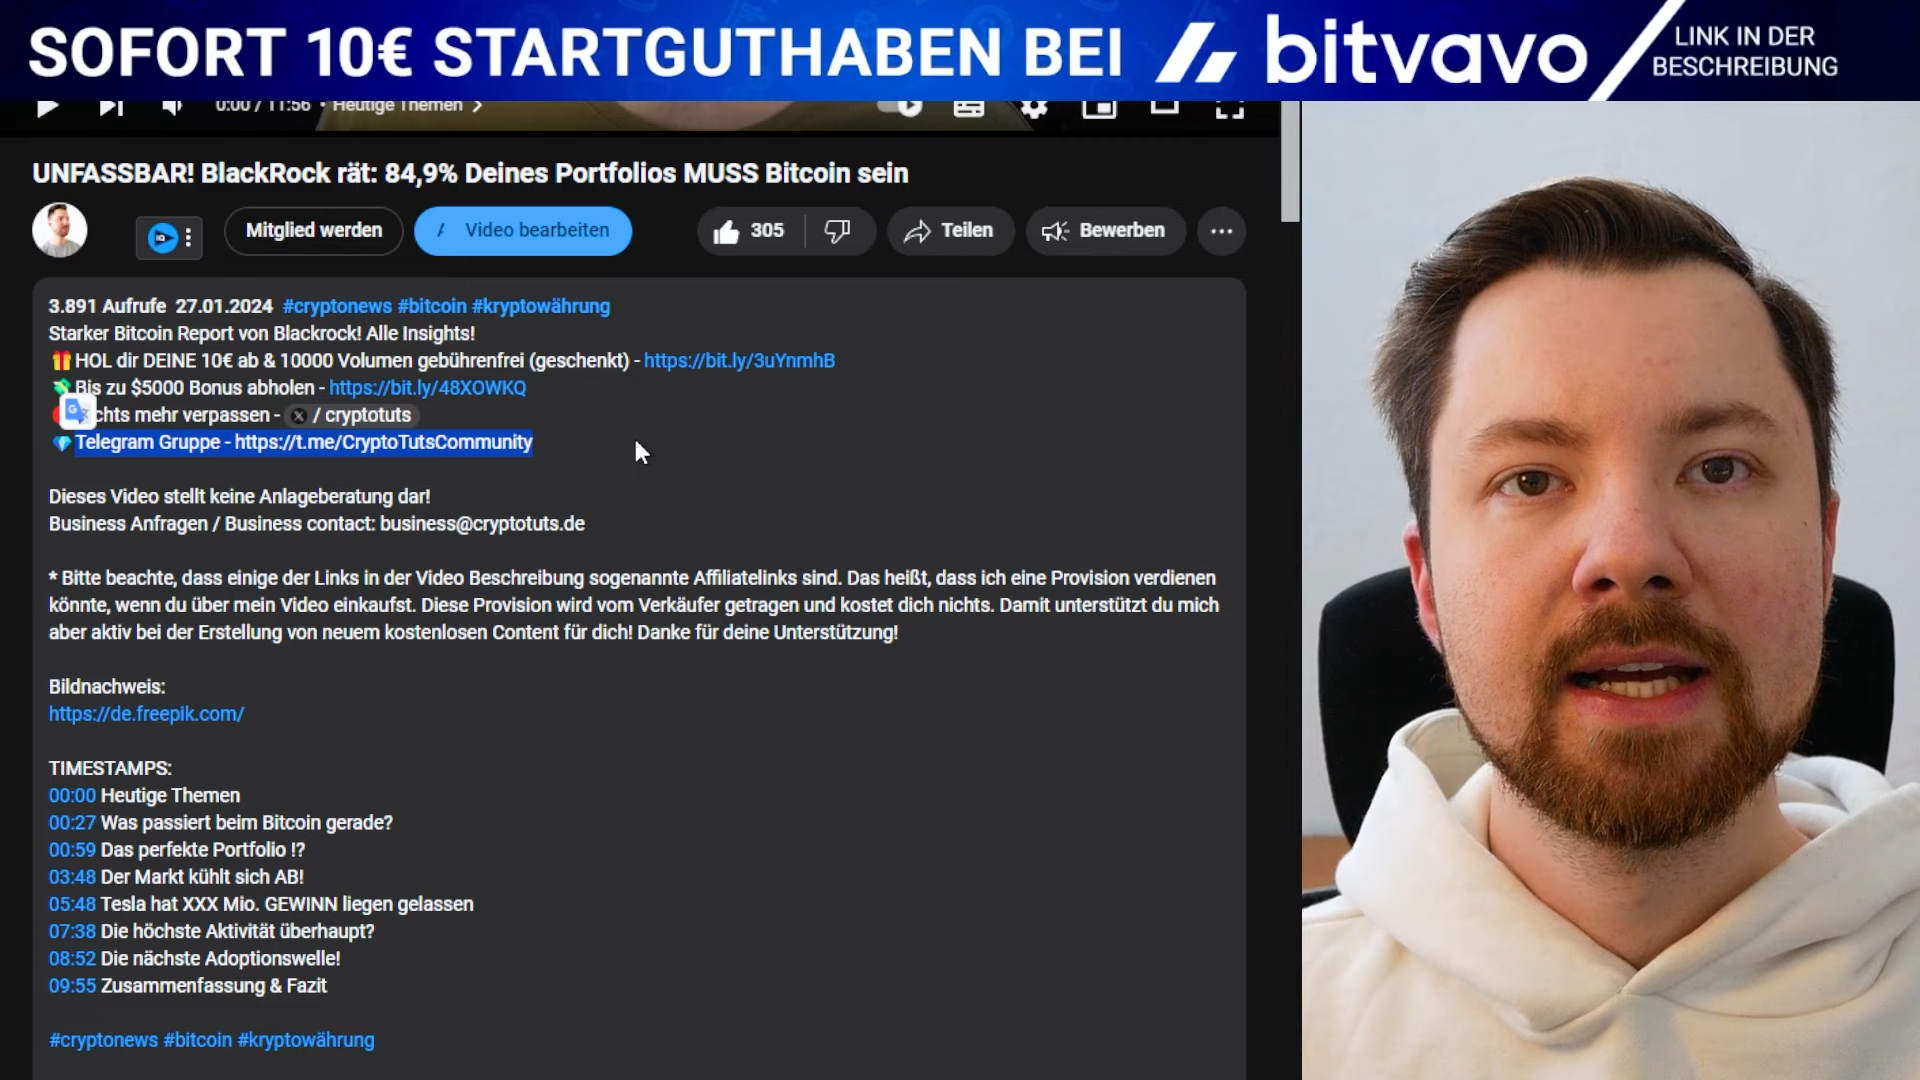 SOFORT 10€ STARTGUTHABEN BEI bitvavo
LINK IN DER
BESCHREIBUNG
0:00 / 11:56 • Heutige Themen
UNFASSBAR! BlackRock rät: 84,9% Deines Portfolios MUSS Bitcoin sein
Mitglied werden
Video bearbeiten
305
Teilen
Bewerben
3.891 Aufrufe 27.01.2024 #cryptonews #bitcoin #kryptowährung
Starker Bitcoin Report von Blackrock! Alle Insights!
HOL dir DEINE 10€ ab & 10000 Volumen gebührenfrei (geschenkt) - https://bit.ly/3uYnmhB
Bis zu $5000 Bonus abholen - https://bit.ly/48XOWKQ
chts mehr verpassen - / cryptotuts
Telegram Gruppe - https://t.me/CryptoTutsCommunity
Dieses Video stellt keine Anlageberatung dar!
Business Anfragen / Business contact: business@cryptotuts.de
* Bitte beachte, dass einige der Links in der Video Beschreibung sogenannte Affiliatelinks sind. Das heißt, dass ich eine Provision verdienen
könnte, wenn du über mein Video einkaufst. Diese Provision wird vom Verkäufer getragen und kostet dich nichts. Damit unterstützt du mich
aber aktiv bei der Erstellung von neuem kostenlosen Content für dich! Danke für deine Unterstützung!
Bildnachweis:
https://de.freepik.com/
TIMESTAMPS:
00:00 Heutige Themen
00:27 Was passiert beim Bitcoin gerade?
00:59 Das perfekte Portfolio !?
03:48 Der Markt kühlt sich AB!
05:48 Tesla hat XXX Mio. GEWINN liegen gelassen
07:38 Die höchste Aktivität überhaupt?
08:52 Die nächste Adoptionswelle!
09:55 Zusammenfassung & Fazit
#cryptonews #bitcoin #kryptowährung